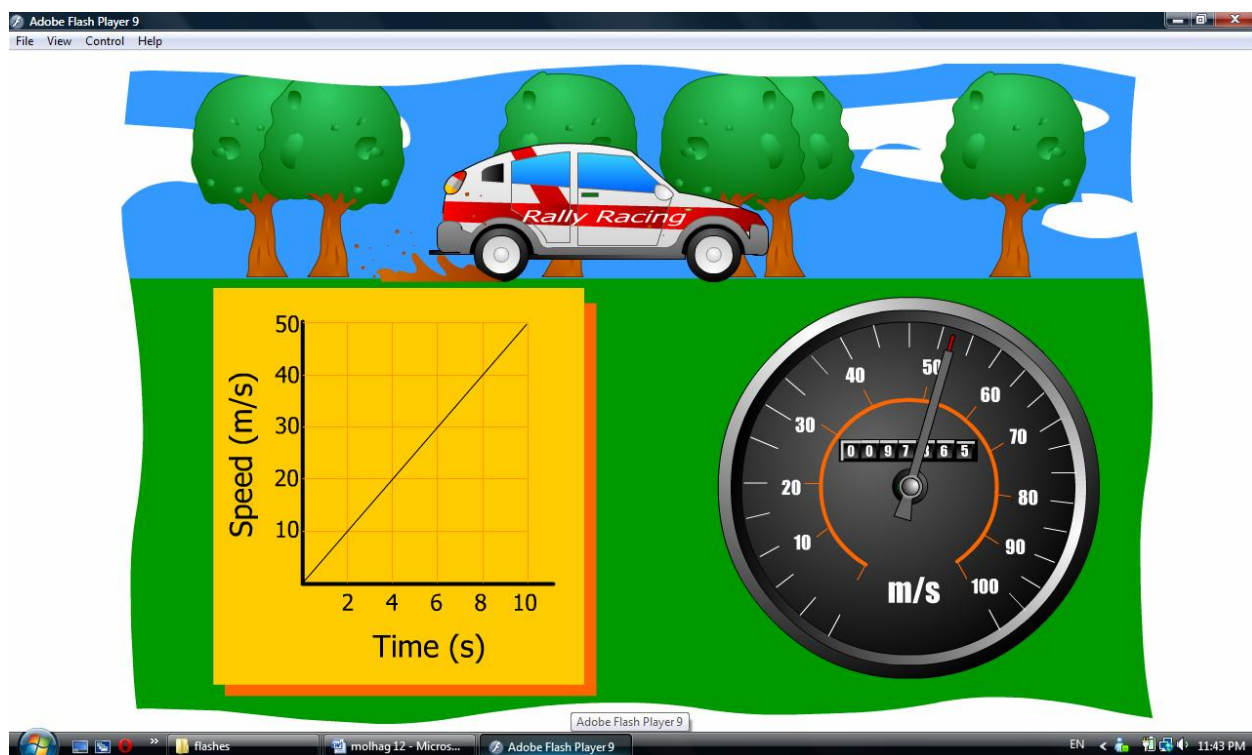 Adobe Flash Player 9
File View Control Help
Rally Racing
50
40
30
20
10
Speed (m/s)
2 4 6 8 10
Time (s)
10
20
30
40
50
60
70
80
90
100
m/s
Adobe Flash Player 9
flashes
molhag 12 - Micros...
Adobe Flash Player 9
EN
11:43 PM